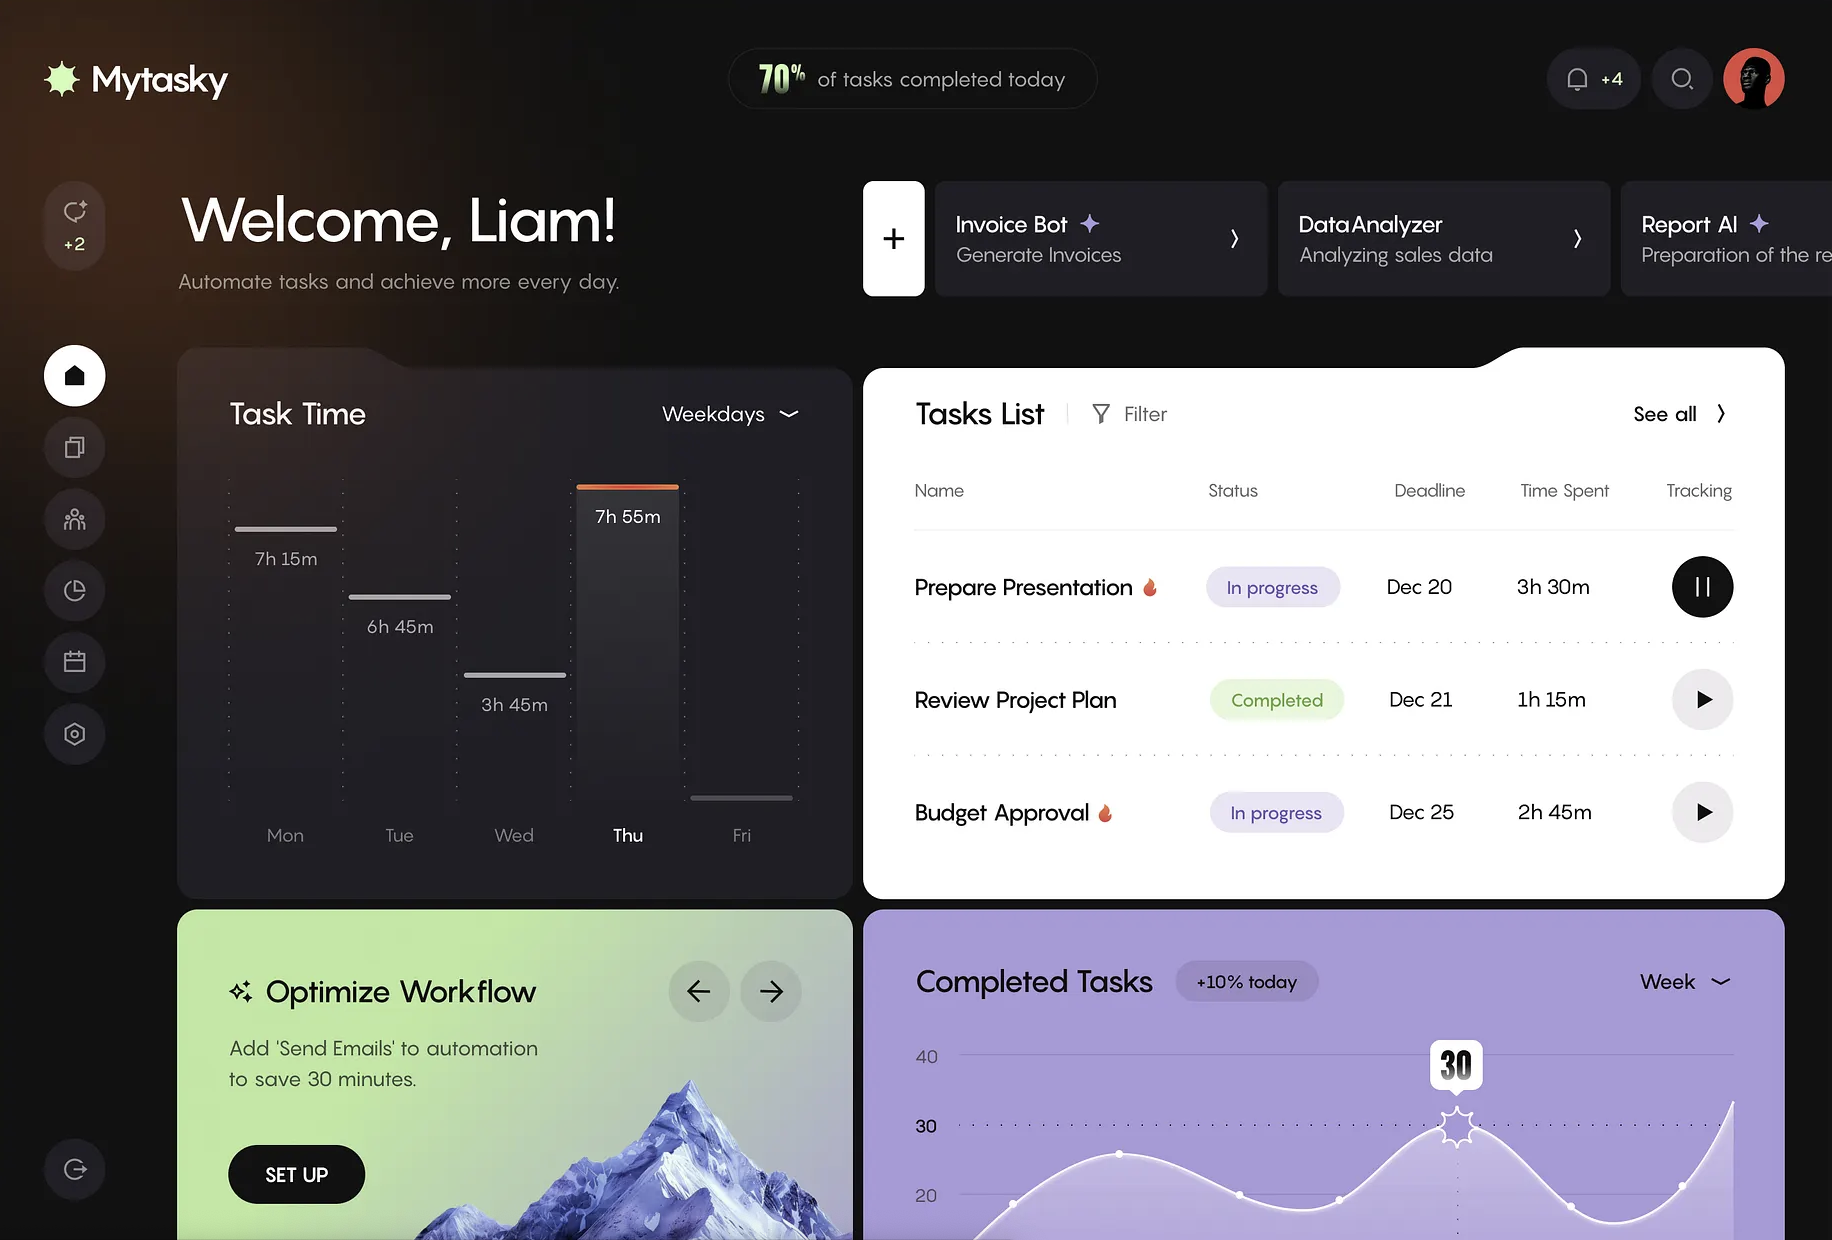 Mytasky
70% of tasks completed today
+4
+2
Welcome, Liam!
Automate tasks and achieve more every day.
+
Invoice Bot
Generate Invoices
DataAnalyzer
Analyzing sales data
Report AI
Preparation of the re
Task Time
Weekdays
7h 15m
6h 45m
3h 45m
7h 55m
Mon
Tue
Wed
Thu
Fri
Tasks List
Filter
See all
Name
Status
Deadline
Time Spent
Tracking
Prepare Presentation
In progress
Dec 20
3h 30m
Review Project Plan
Completed
Dec 21
1h 15m
Budget Approval
In progress
Dec 25
2h 45m
Optimize Workflow
Add 'Send Emails' to automation
to save 30 minutes.
SET UP
Completed Tasks
+10% today
Week
40
30
30
20